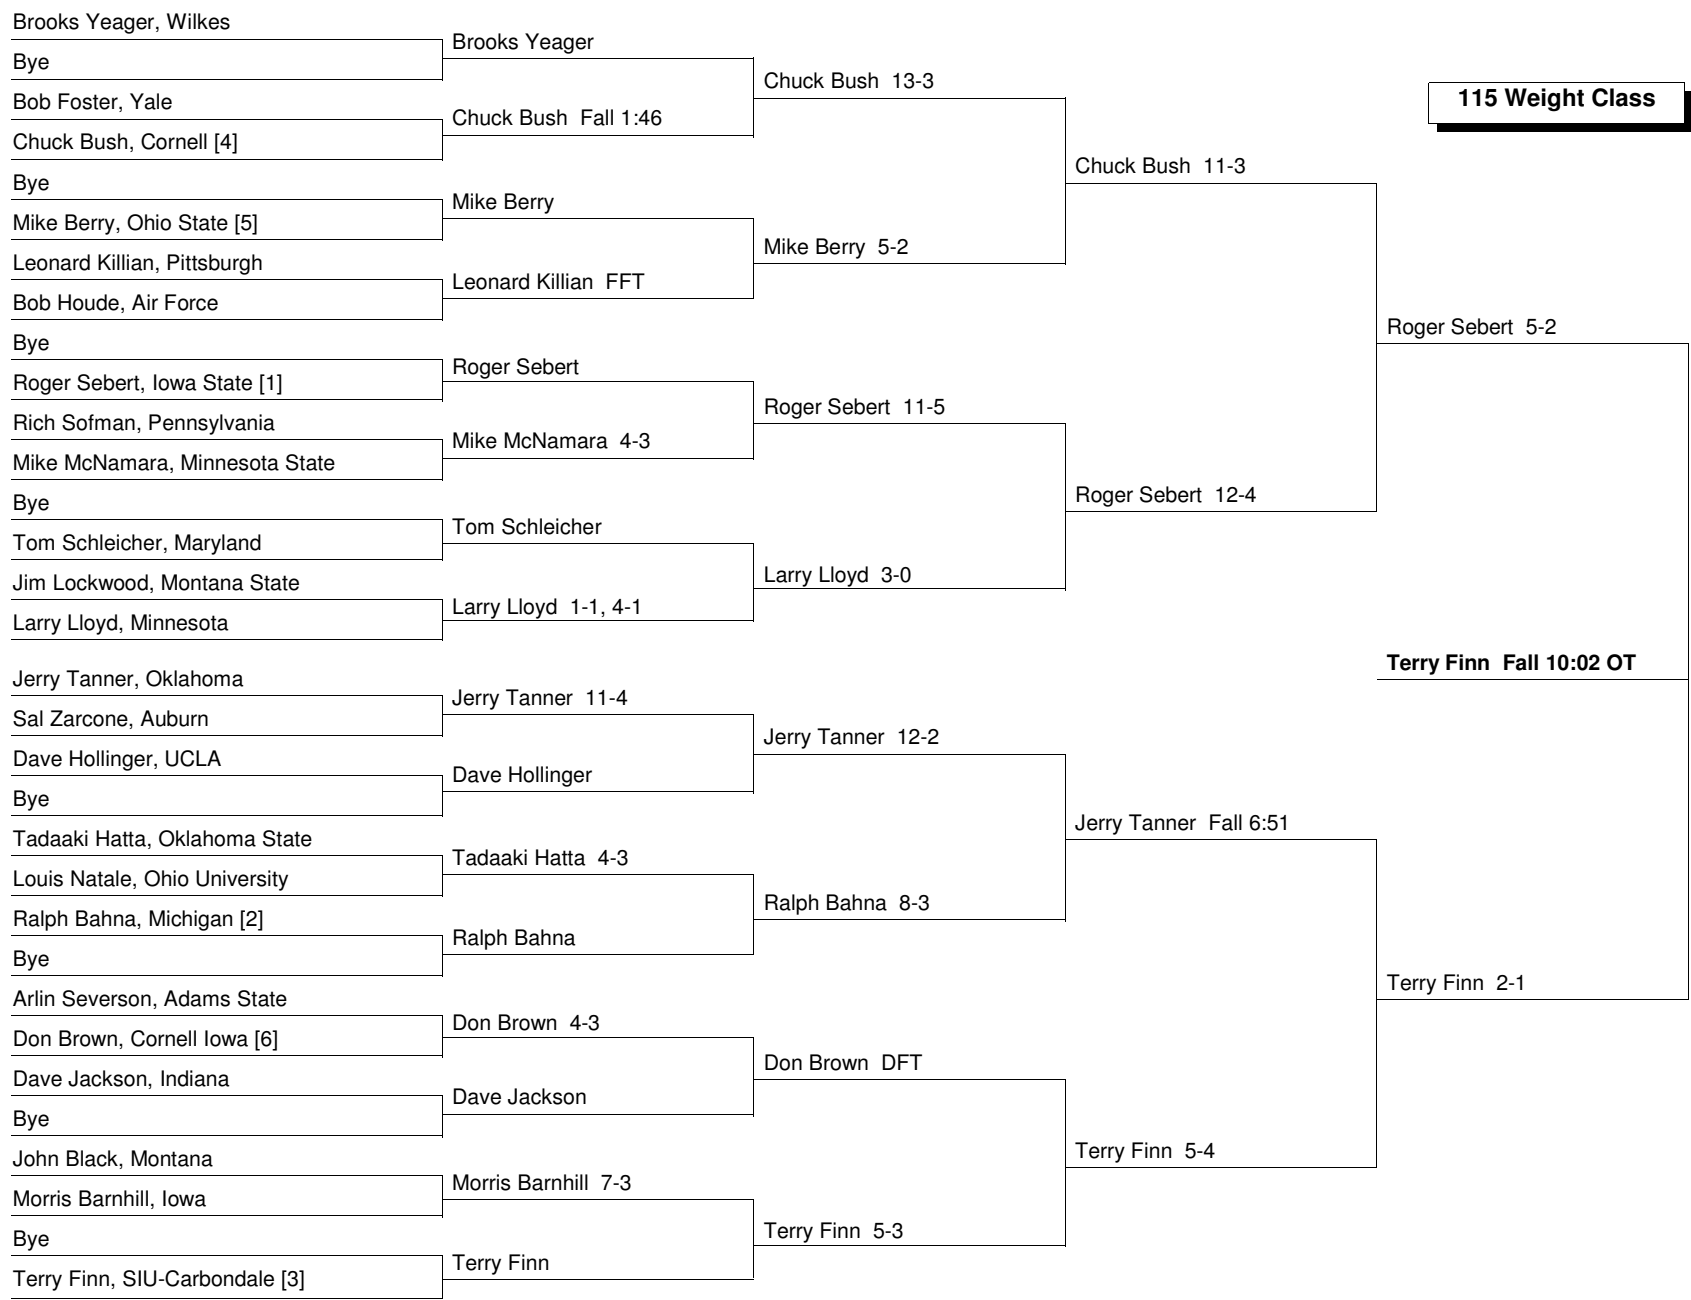 Brooks Yeager, Wilkes
Bye
Bob Foster, Yale
Chuck Bush, Cornell [4]
Bye
Mike Berry, Ohio State [5]
Leonard Killian, Pittsburgh
Bob Houde, Air Force
Bye
Roger Sebert, Iowa State [1]
Rich Sofman, Pennsylvania
Mike McNamara, Minnesota State
Bye
Tom Schleicher, Maryland
Jim Lockwood, Montana State
Larry Lloyd, Minnesota
Jerry Tanner, Oklahoma
Sal Zarcone, Auburn
Dave Hollinger, UCLA
Bye
Tadaaki Hatta, Oklahoma State
Louis Natale, Ohio University
Ralph Bahna, Michigan [2]
Bye
Arlin Severson, Adams State
Don Brown, Cornell Iowa [6]
Dave Jackson, Indiana
Bye
John Black, Montana
Morris Barnhill, Iowa
Bye
Terry Finn, SIU-Carbondale [3]
Brooks Yeager
Chuck Bush Fall 1:46
Mike Berry
Leonard Killian FFT
Roger Sebert
Mike McNamara 4-3
Tom Schleicher
Larry Lloyd 1-1, 4-1
Jerry Tanner 11-4
Dave Hollinger
Tadaaki Hatta 4-3
Ralph Bahna
Don Brown 4-3
Dave Jackson
Morris Barnhill 7-3
Terry Finn
Chuck Bush 13-3
Mike Berry 5-2
Roger Sebert 11-5
Larry Lloyd 3-0
Jerry Tanner 12-2
Ralph Bahna 8-3
Don Brown DFT
Terry Finn 5-3
Chuck Bush 11-3
Roger Sebert 12-4
Jerry Tanner Fall 6:51
Terry Finn 5-4
Roger Sebert 5-2
Terry Finn 2-1
Terry Finn Fall 10:02 OT
115 Weight Class